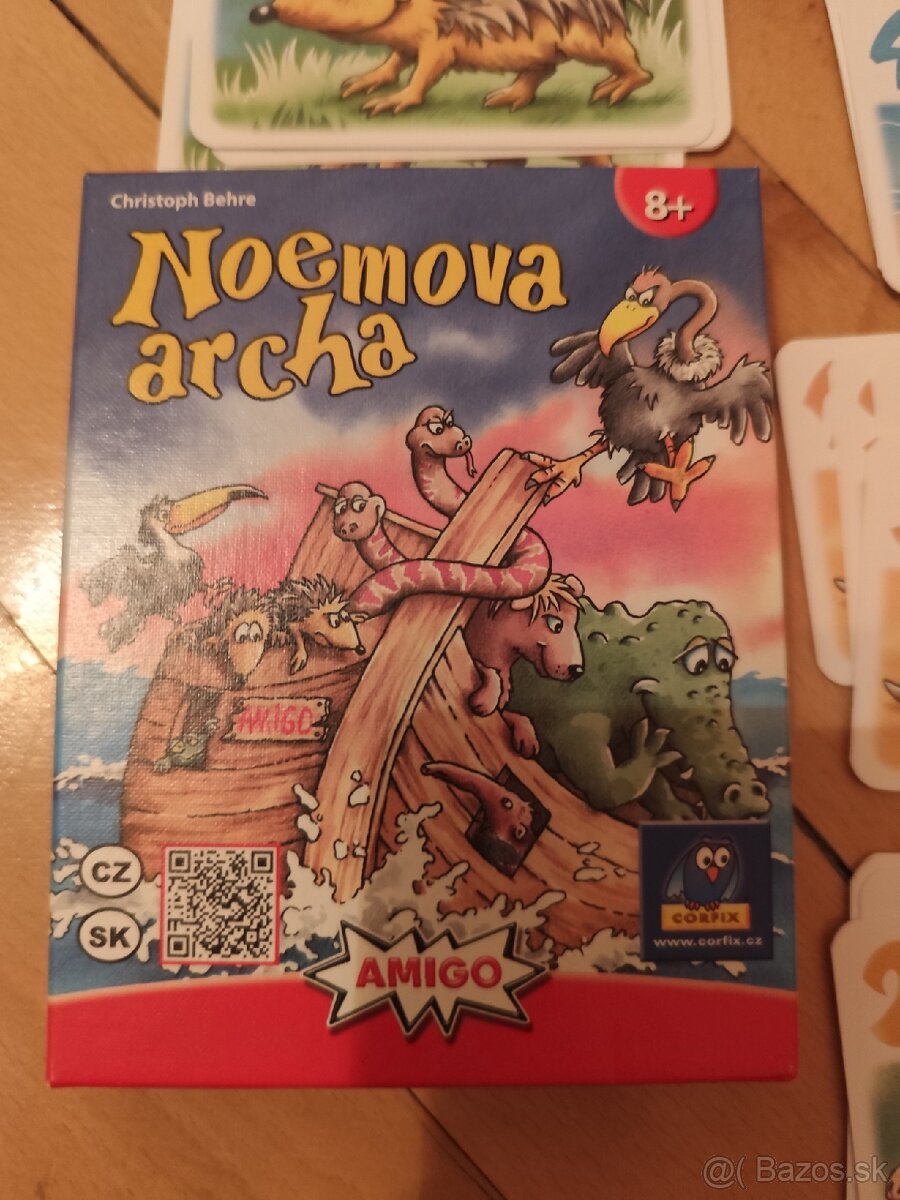 Christoph Behre
8+
Noemova
archa
AMIGO
CZ
SK
CORFIX
www.corfix.cz
AMIGO
@( Bazos.sk